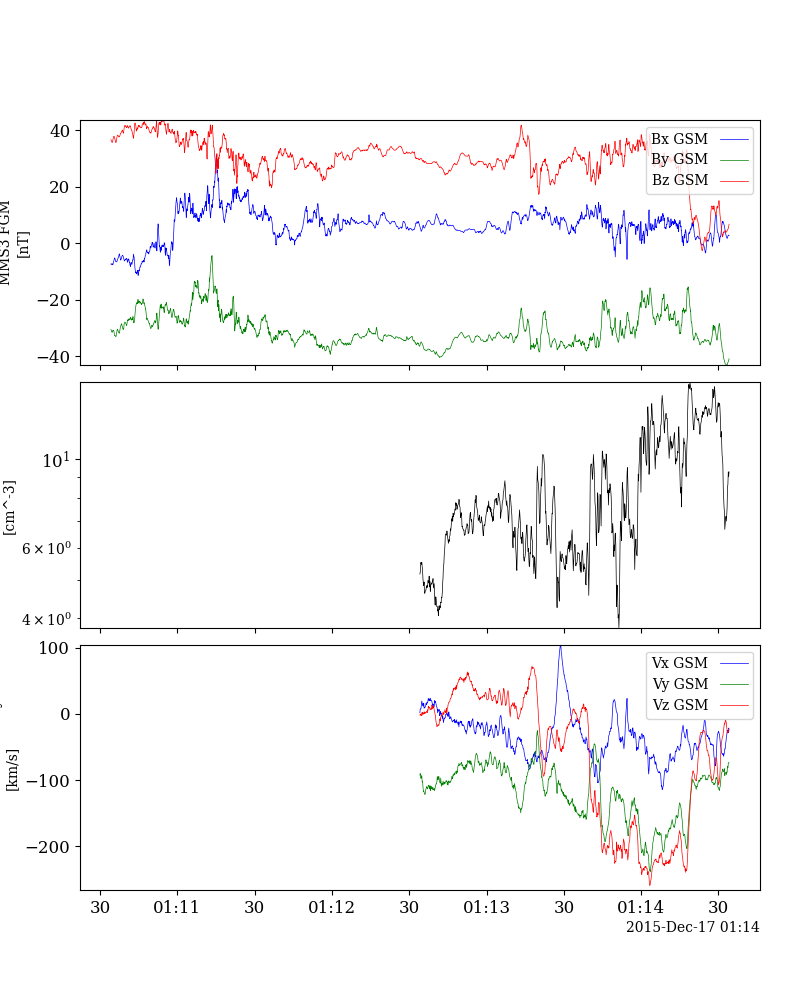 MMS3 FGM
[nT]
40
20
0
−20
−40
Bx GSM
By GSM
Bz GSM
[cm^-3]
10¹
6 × 10⁰
4 × 10⁰
[km/s]
100
0
−100
−200
Vx GSM
Vy GSM
Vz GSM
30 01:11 30 01:12 30 01:13 30 01:14 30
2015-Dec-17 01:14